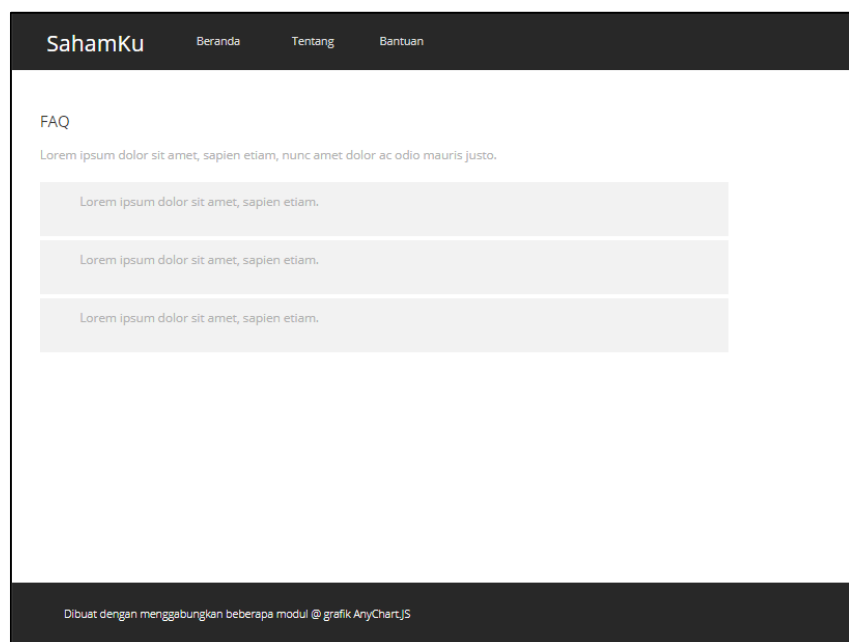 SahamKu Beranda Tentang Bantuan
FAQ
Lorem ipsum dolor sit amet, sapien etiam, nunc amet dolor ac odio mauris justo.
Lorem ipsum dolor sit amet, sapien etiam.
Lorem ipsum dolor sit amet, sapien etiam.
Lorem ipsum dolor sit amet, sapien etiam.
Dibuat dengan menggabungkan beberapa modul @ grafik AnyChart.JS